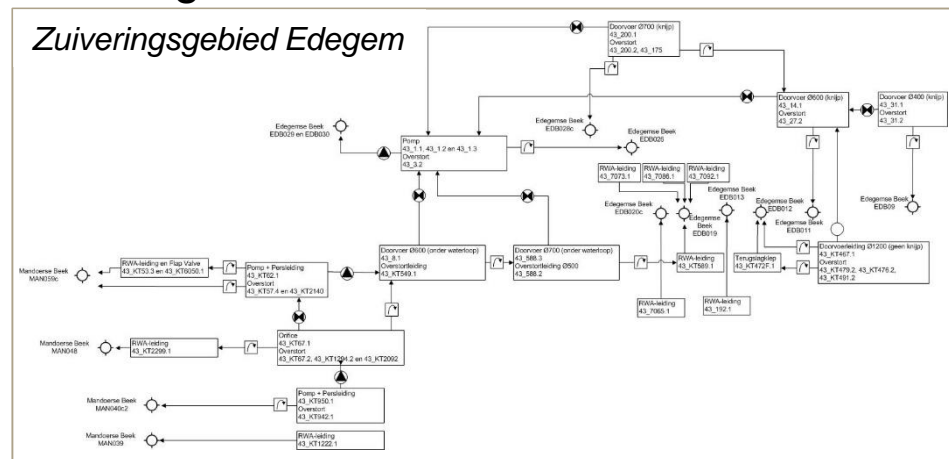 Zuiveringsgebied Edegem
Doorvoer Ø700 (knijp)
43_200.1
Overstort
43_200.2, 43_175
Doorvoer Ø600 (knijp)
43_14.1
Overstort
43_27.2
Doorvoer Ø400 (knijp)
43_31.1
Overstort
43_31.2
Edegemse Beek
EDB029 en EDB030
Pomp
43_1.1, 43_1.2 en 43_1.3
Overstort
43_3.2
Edegemse Beek
EDB028c
Edegemse Beek
EDB026
RWA-leiding
43_7073.1
RWA-leiding
43_7086.1
RWA-leiding
43_7092.1
Edegemse Beek
EDB020c
Edegemse Beek
EDB019
Edegemse Beek
EDB013
Edegemse Beek
EDB012
Edegemse Beek
EDB011
Edegemse Beek
EDB09
Mandoerse Beek
MAN059c
RWA-leiding en Flap Valve
43_KT53.3 en KT6050.1
Pomp + Persleiding
43_KT62.1
Overstort
43_KT57.4 en KT2140
Doorvoer Ø600 (onder waterloop)
43_8.1
Overstortleiding
43_KT549.1
Doorvoer Ø700 (onder waterloop)
43_588.3
Overstortleiding Ø500
43_588.2
RWA-leiding
43_KT589.1
Terugslagklep
43_KT472F.1
Doorvoerleiding Ø1200 (geen knijp)
43_KT467.1
Overstort
43_KT479.2, 43_KT476.2,
43_KT491.2
RWA-leiding
43_7065.1
RWA-leiding
43_192.1
Mandoerse Beek
MAN048
RWA-leiding
43_KT2299.1
Orifice
43_KT67.1
Overstort
43_KT67.2, 43_KT1294.2 en 43_KT2092
Mandoerse Beek
MAN040c2
Pomp + Persleiding
43_KT950.1
Overstort
43_KT942.1
Mandoerse Beek
MAN039
RWA-leiding
43_KT1222.1